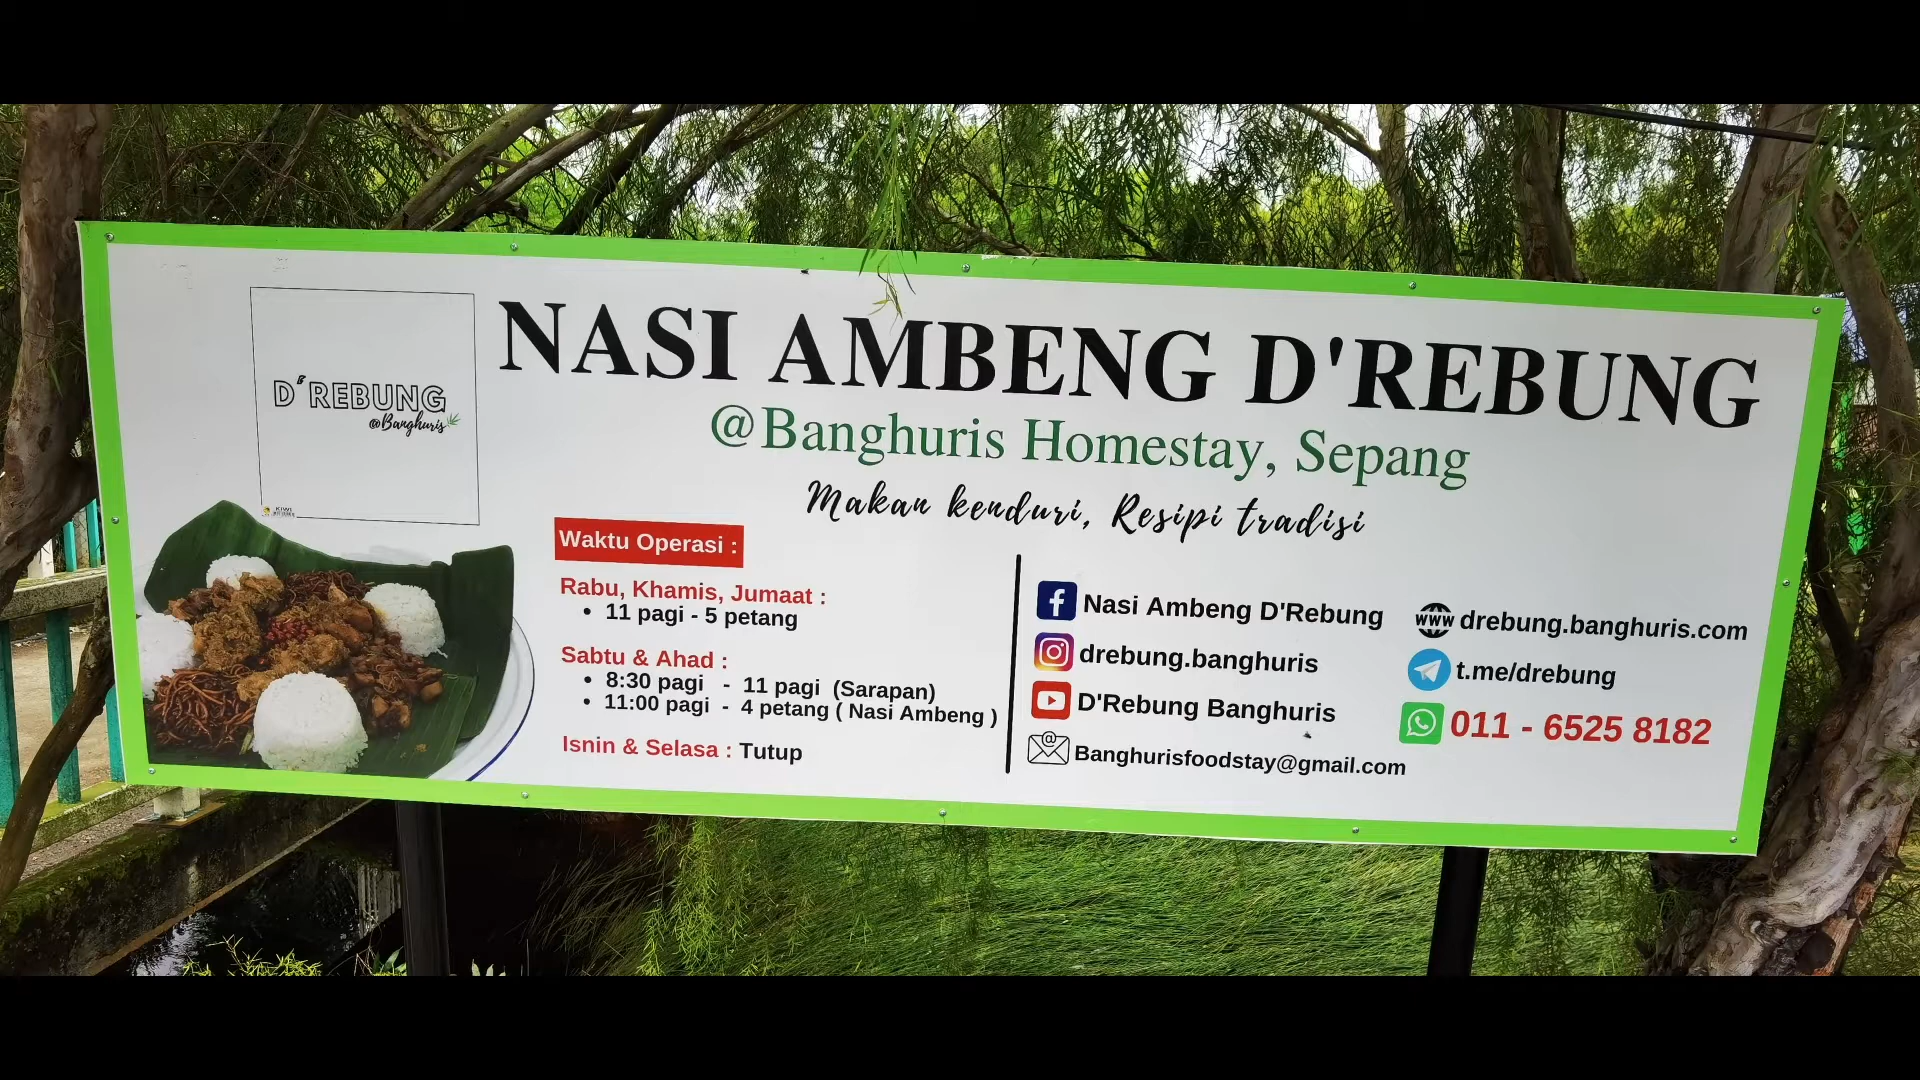 D'REBUNG
@Banghuris
KIWI
NASI AMBENG D'REBUNG
@Banghuris Homestay, Sepang
Makan kenduri, Resipi tradisi
Waktu Operasi :
Rabu, Khamis, Jumaat :
• 11 pagi - 5 petang
Sabtu & Ahad :
• 8:30 pagi - 11 pagi (Sarapan)
• 11:00 pagi - 4 petang ( Nasi Ambeng )
Isnin & Selasa : Tutup
Nasi Ambeng D'Rebung
drebung.banghuris
D'Rebung Banghuris
@ Banghurisfoodstay@gmail.com
www drebung.banghuris.com
t.me/drebung
011 - 6525 8182